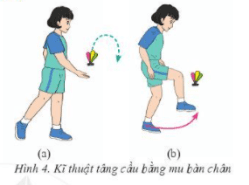 (a) (b)
Hình 4. Kĩ thuật tâng cầu bằng mu bàn chân